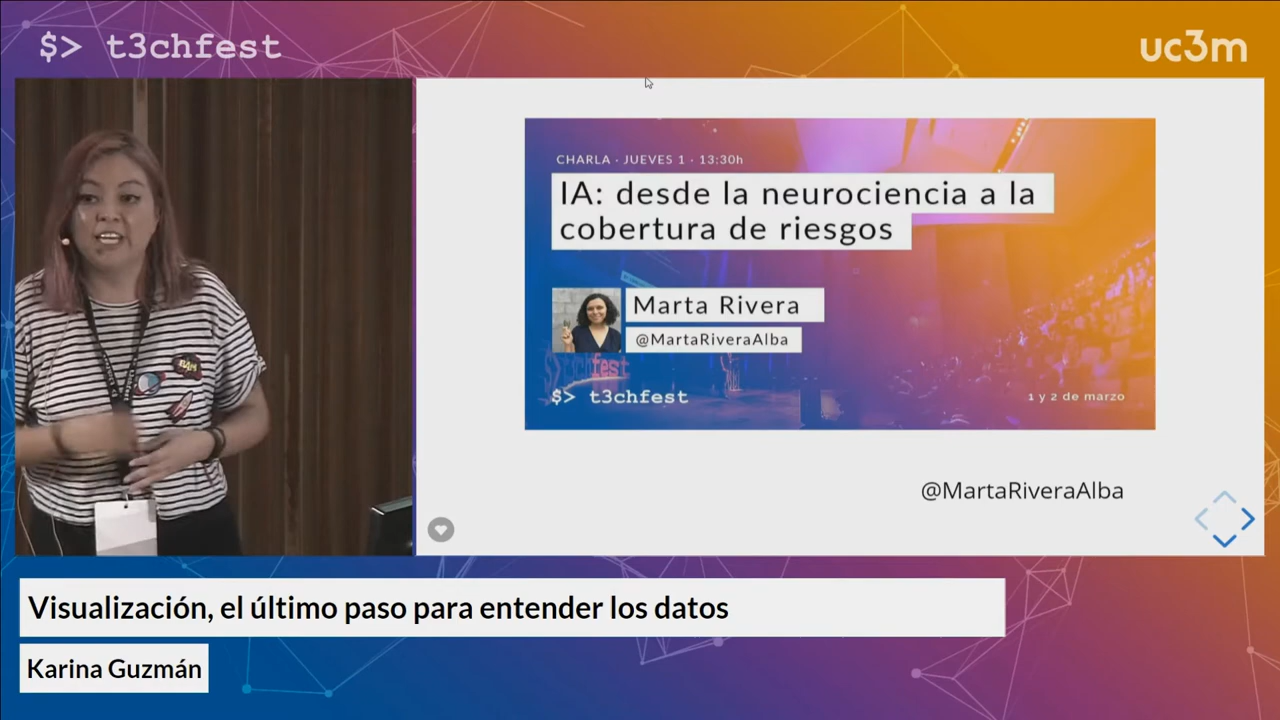 $> t3chfest
uc3m
CHARLA · JUEVES 1 · 13:30h
IA: desde la neurociencia a la
cobertura de riesgos
Marta Rivera
@MartaRiveraAlba
$> t3chfest
1 y 2 de marzo
@MartaRiveraAlba
BAM
Visualización, el último paso para entender los datos
Karina Guzmán